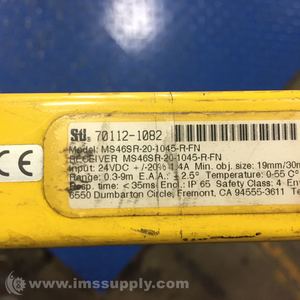 STI 70112-1082
Model: MS46SR-20-1045-R-FN
RECEIVER MS46SR-20-1045-R-FN
Input: 24VDC +/-20% 1.4A Min. obj. size: 19mm/30m
Range: 0.3-9m E.A.A.: ±2.5° Temperature: 0-55 C°
Resp. time: <35ms Encl.: IP 65 Safety Class: 4
6550 Dumbarton Circle, Fremont, CA 94555-3611
CE
© www.imssupply.com